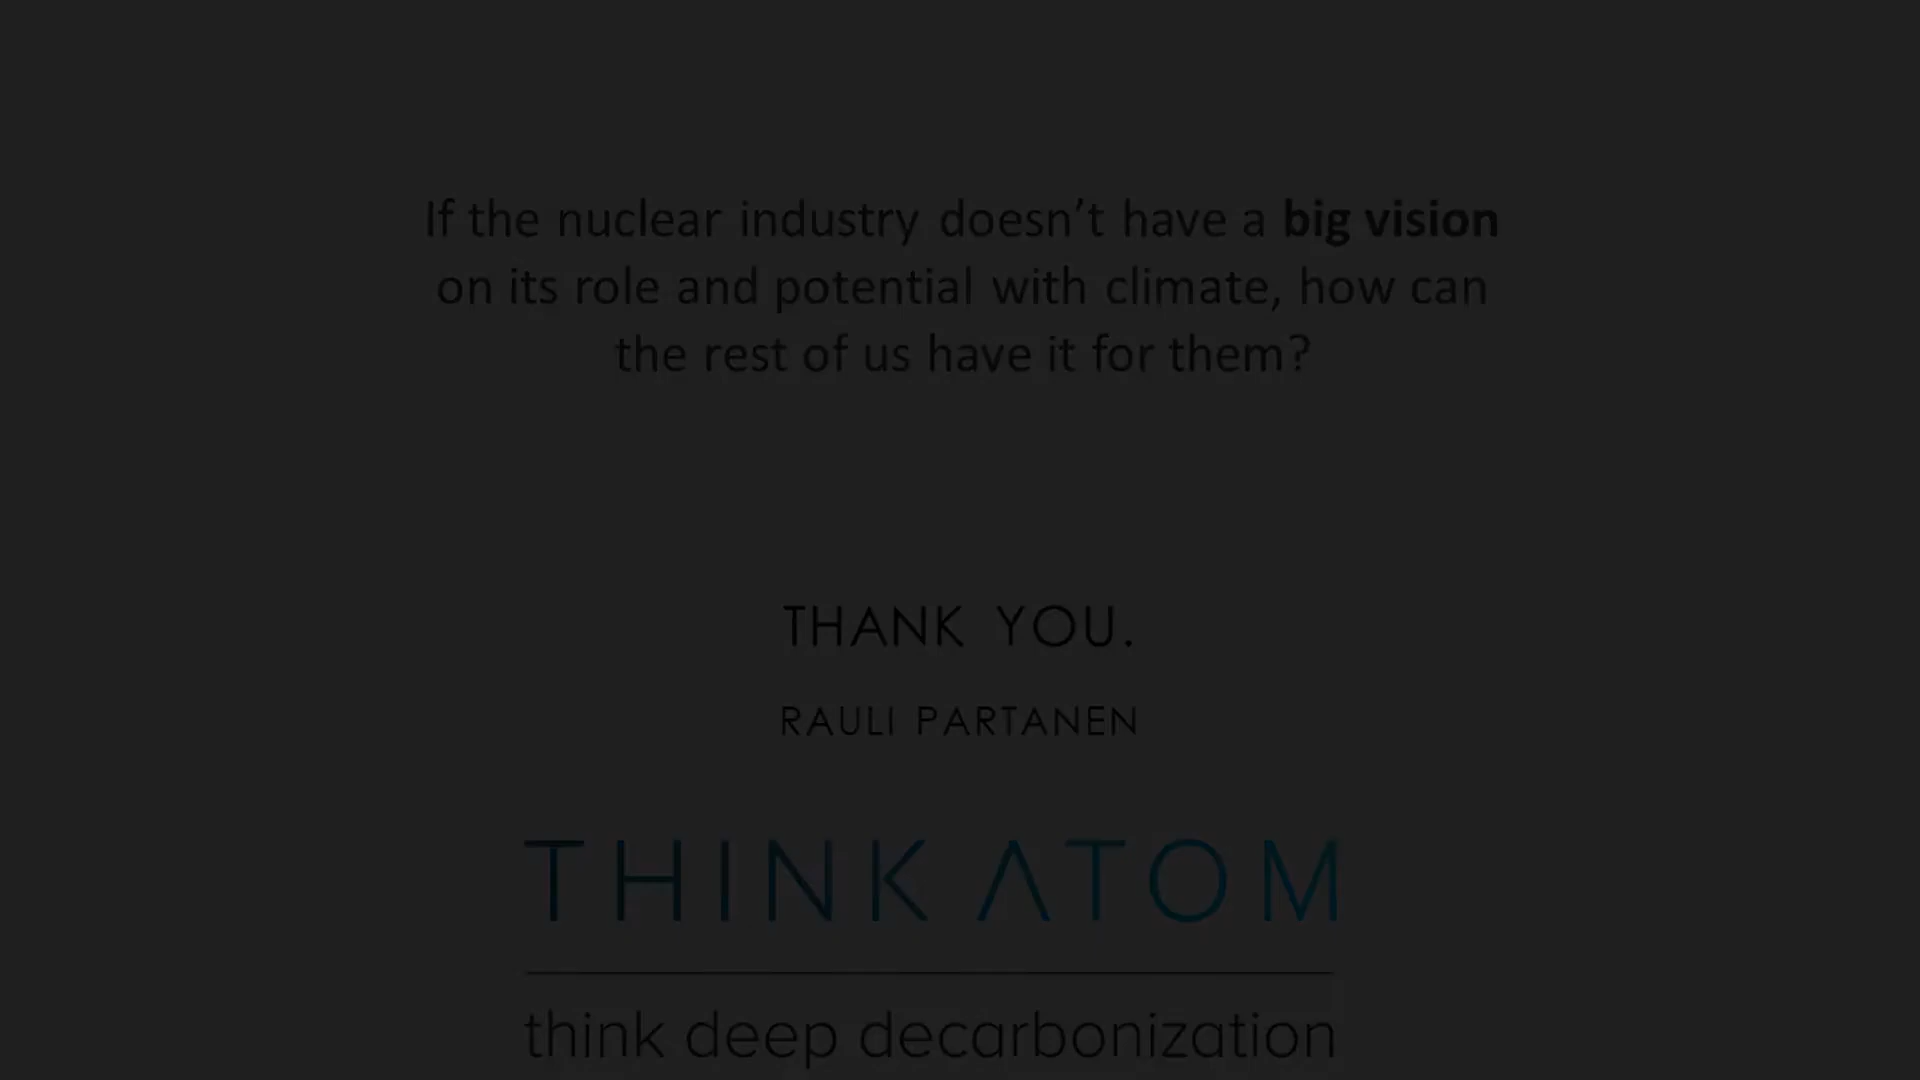 If the nuclear industry doesn’t have a big vision
on its role and potential with climate, how can
the rest of us have it for them?
THANK YOU.
RAULI PARTANEN
THINK ATOM
think deep decarbonization